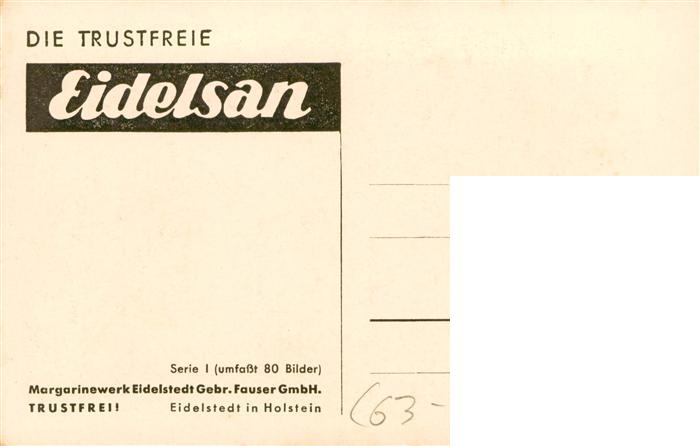 DIE TRUSTFREIE
Eidelsan
Serie I (umfaßt 80 Bilder)
Margarinewerk Eidelstedt Gebr. Fauser GmbH.
TRUSTFREI! Eidelstedt in Holstein
(63-